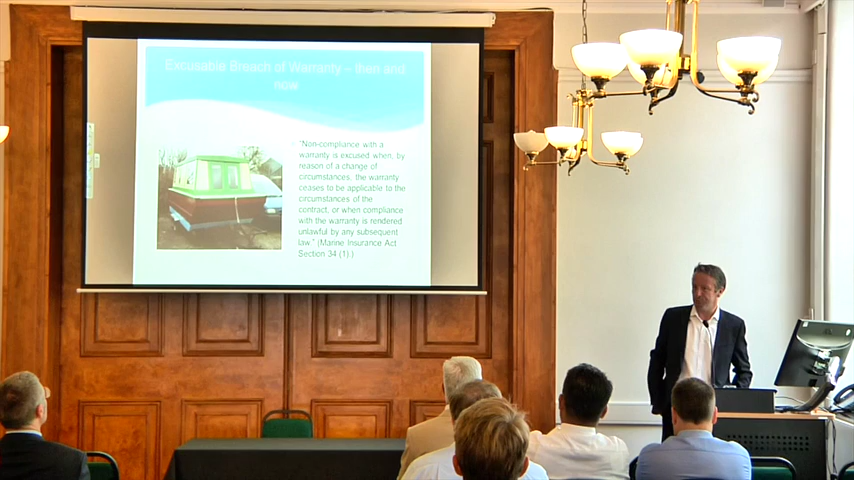 Excusable Breach of Warranty – then and
now
"Non-compliance with a
warranty is excused when, by
reason of a change of
circumstances, the warranty
ceases to be applicable to the
circumstances of the
contract, or when compliance
with the warranty is rendered
unlawful by any subsequent
law." (Marine Insurance Act
Section 34 (1).)